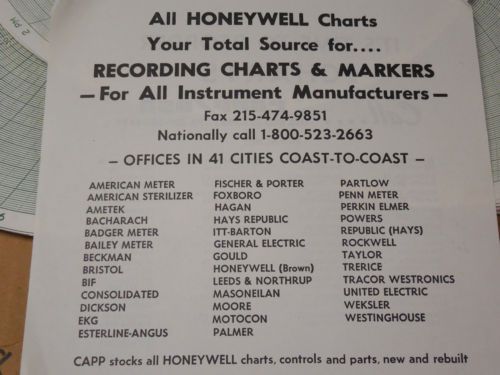 All HONEYWELL Charts
Your Total Source for....
RECORDING CHARTS & MARKERS
— For All Instrument Manufacturers —
Fax 215-474-9851
Nationally call 1-800-523-2663
— OFFICES IN 41 CITIES COAST-TO-COAST —
AMERICAN METER
AMERICAN STERILIZER
AMETEK
BACHARACH
BADGER METER
BAILEY METER
BECKMAN
BRISTOL
BIF
CONSOLIDATED
DICKSON
EKG
ESTERLINE-ANGUS
FISCHER & PORTER
FOXBORO
HAGAN
HAYS REPUBLIC
ITT-BARTON
GENERAL ELECTRIC
GOULD
HONEYWELL (Brown)
LEEDS & NORTHRUP
MASONEILAN
MOORE
MOTOCON
PALMER
PARTLOW
PENN METER
PERKIN ELMER
POWERS
REPUBLIC (HAYS)
ROCKWELL
TAYLOR
TRERICE
TRACOR WESTRONICS
UNITED ELECTRIC
WEKSLER
WESTINGHOUSE
CAPP stocks all HONEYWELL charts, controls and parts, new and rebuilt
2 PM